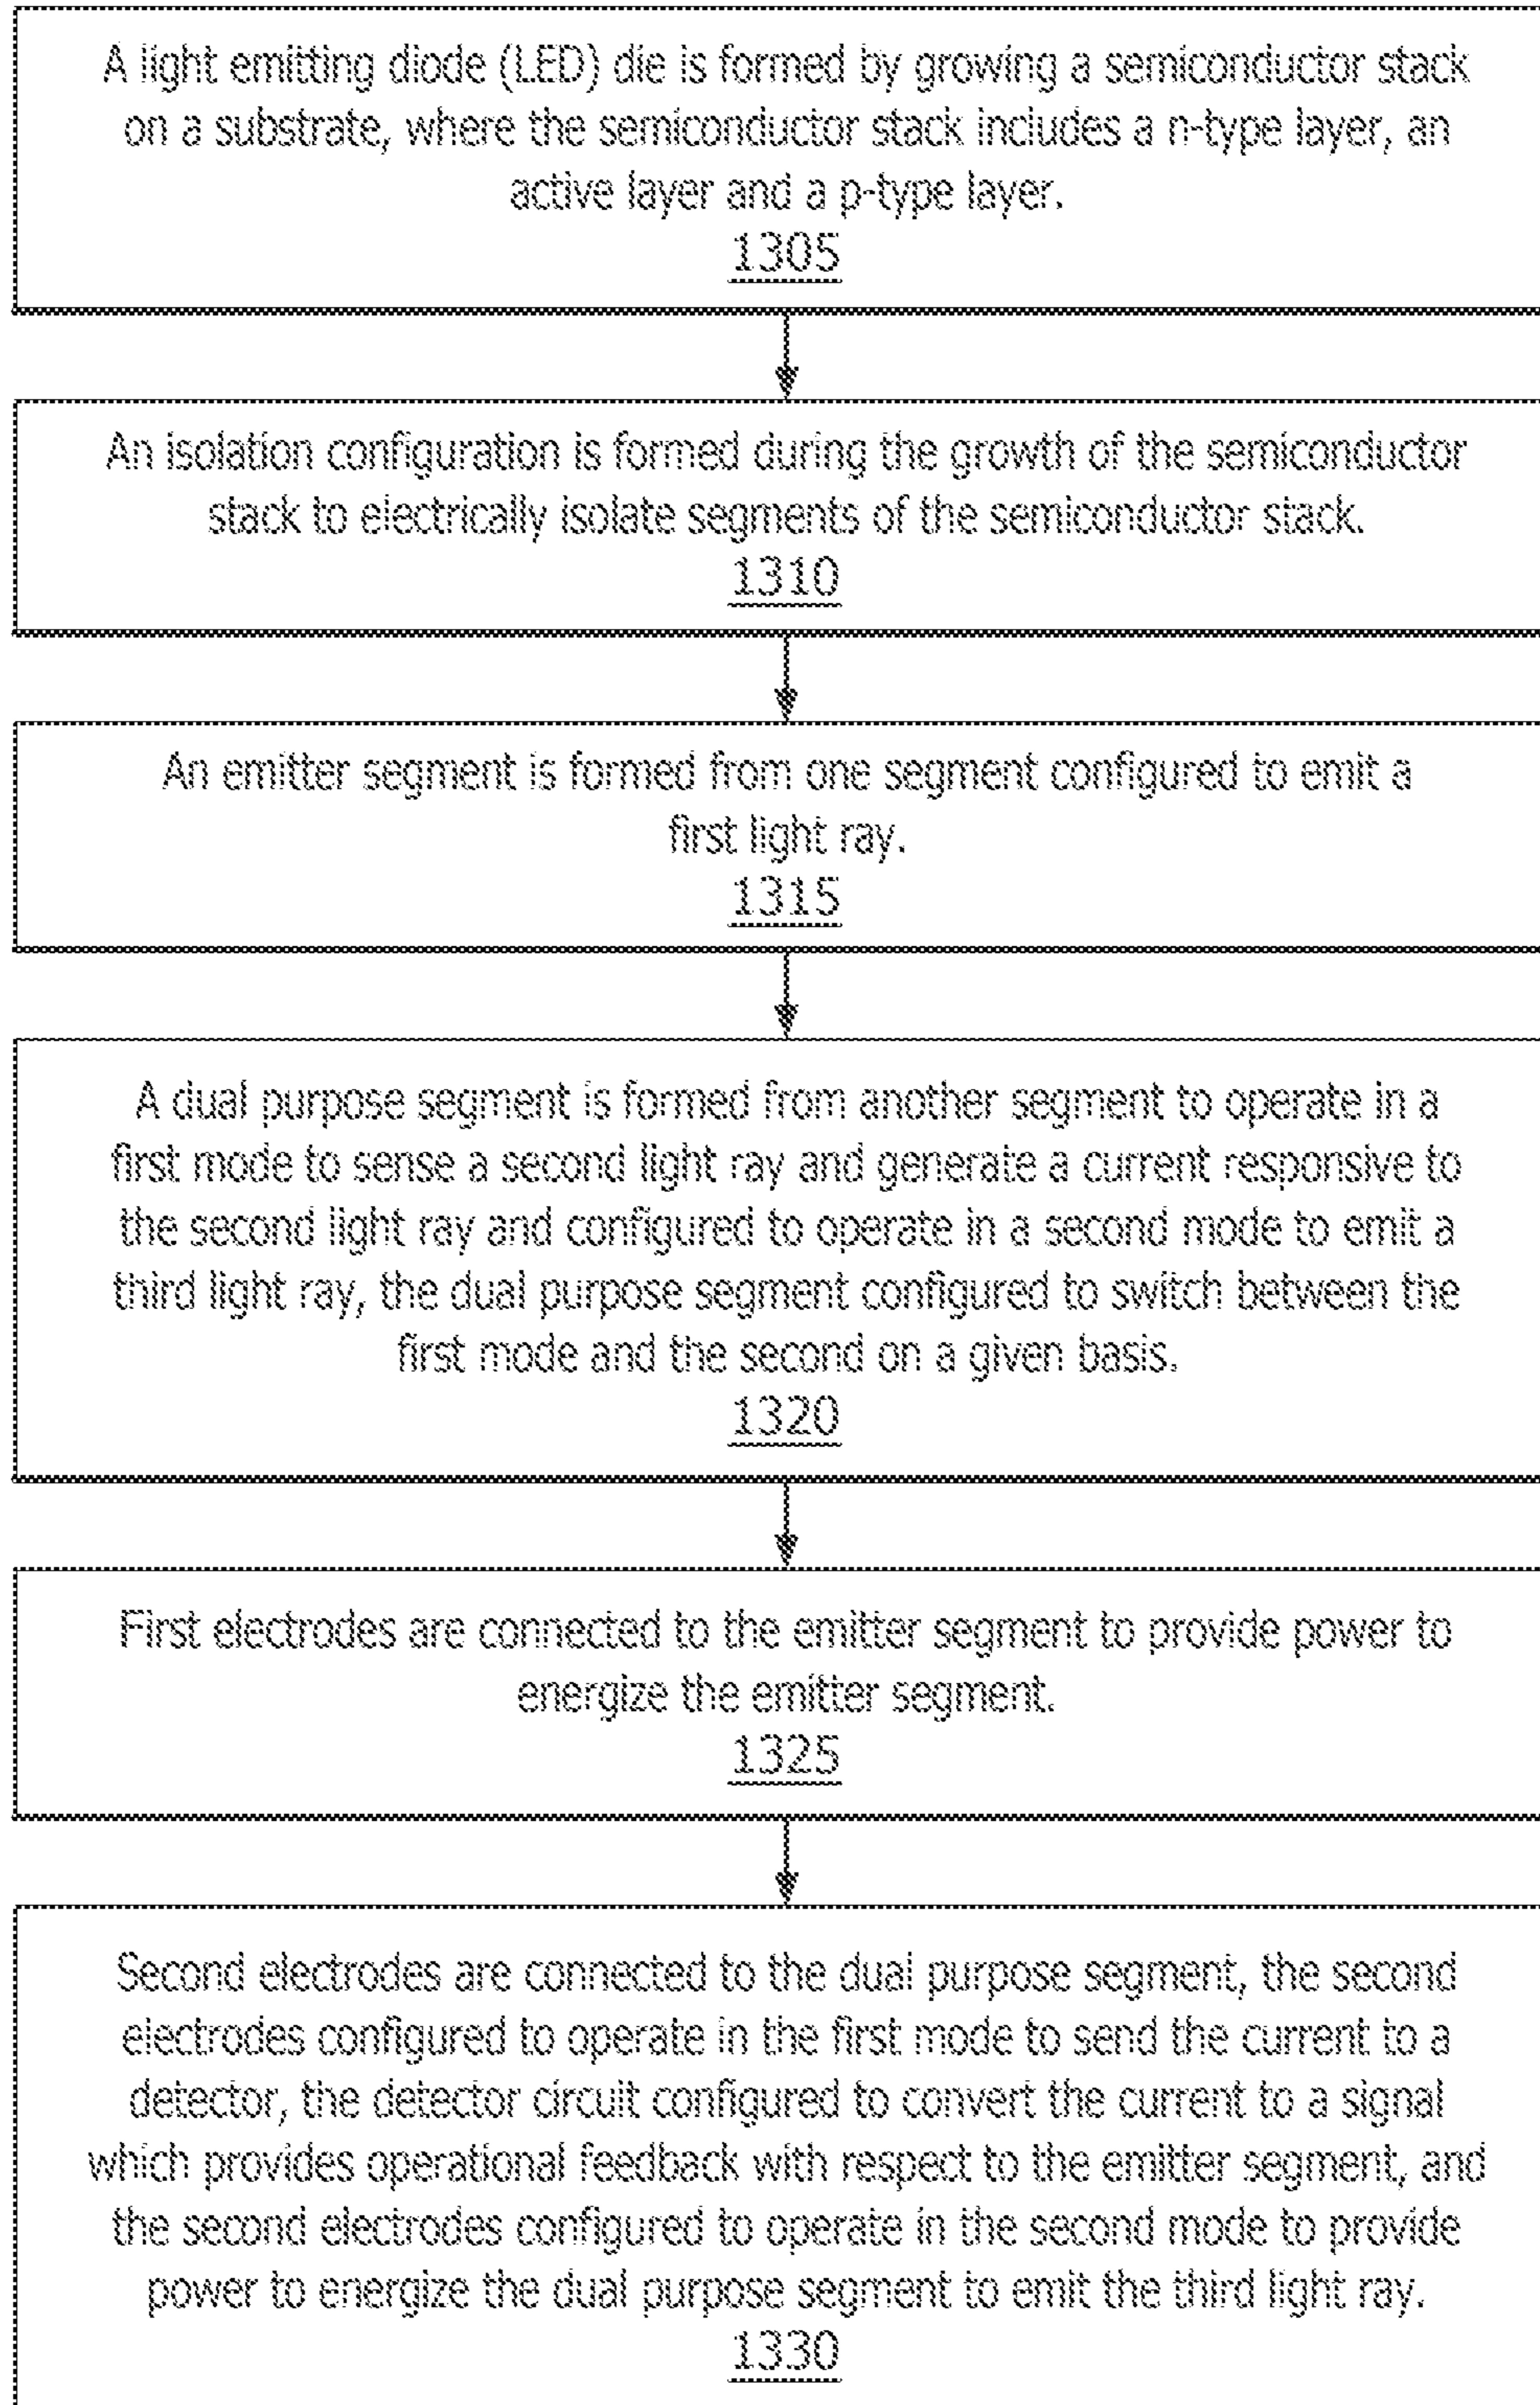 A light emitting diode (LED) die is formed by growing a semiconductor stack
on a substrate, where the semiconductor stack includes a n-type layer, an
active layer and a p-type layer.
1305
An isolation configuration is formed during the growth of the semiconductor
stack to electrically isolate segments of the semiconductor stack.
1310
An emitter segment is formed from one segment configured to emit a
first light ray.
1315
A dual purpose segment is formed from another segment to operate in a
first mode to sense a second light ray and generate a current responsive to
the second light ray and configured to operate in a second mode to emit a
third light ray, the dual purpose segment configured to switch between the
first mode and the second on a given basis.
1320
First electrodes are connected to the emitter segment to provide power to
energize the emitter segment.
1325
Second electrodes are connected to the dual purpose segment, the second
electrodes configured to operate in the first mode to send the current to a
detector, the detector circuit configured to convert the current to a signal
which provides operational feedback with respect to the emitter segment, and
the second electrodes configured to operate in the second mode to provide
power to energize the dual purpose segment to emit the third light ray.
1330